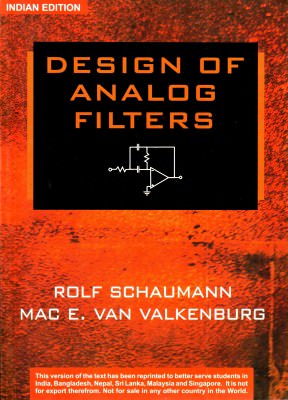 INDIAN EDITION
DESIGN OF
ANALOG
FILTERS
ROLF SCHAUMANN
MAC E. VAN VALKENBURG
This version of the text has been reprinted to better serve students in
India, Bangladesh, Nepal, Sri Lanka, Malaysia and Singapore. It is not
for export therefrom. Not for sale in any other country in the World.